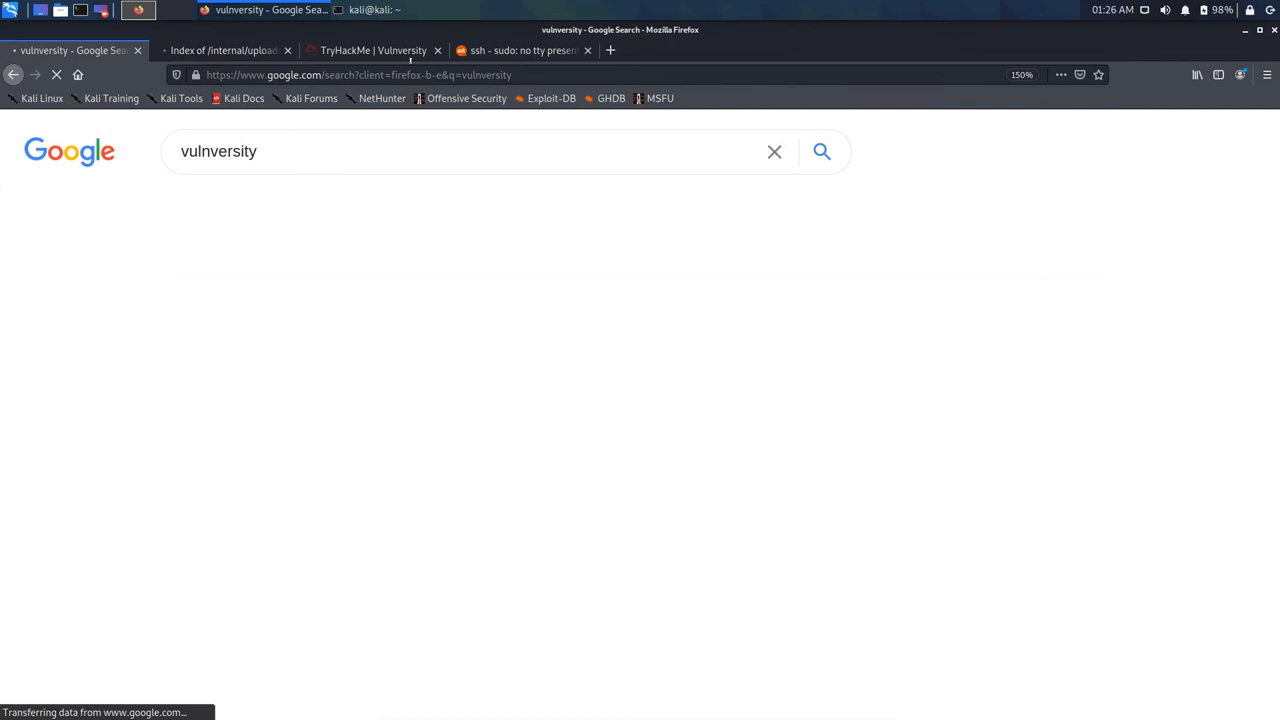 vulnversity - Google Sea... kali@kali: ~ 01:26 AM 98%
vulnversity - Google Search - Mozilla Firefox
vulnversity - Google Sea Index of /internal/upload TryHackMe | Vulnversity ssh - sudo: no tty present
https://www.google.com/search?client=firefox-b-e&q=vulnversity 150%
Kali Linux Kali Training Kali Tools Kali Docs Kali Forums NetHunter Offensive Security Exploit-DB GHDB MSFU
Google vulnversity
Transferring data from www.google.com...